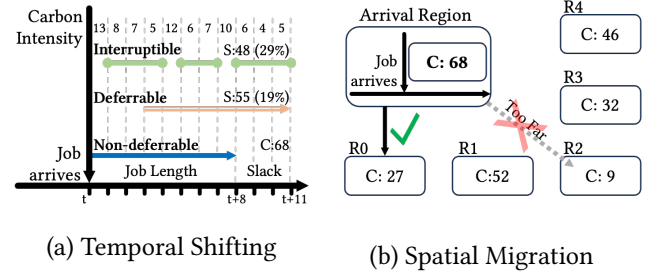 Carbon
Intensity
13 8 7 5 12 6 7 10 6 4 5
Interruptible S:48 (29%)
Deferrable S:55 (19%)
Non-deferrable C:68
Job
arrives
Job Length Slack
t t+8 t+11
(a) Temporal Shifting
Arrival Region
Job
arrives
C: 68
Too Far
R4
C: 46
R3
C: 32
R0
C: 27
R1
C:52
R2
C: 9
(b) Spatial Migration